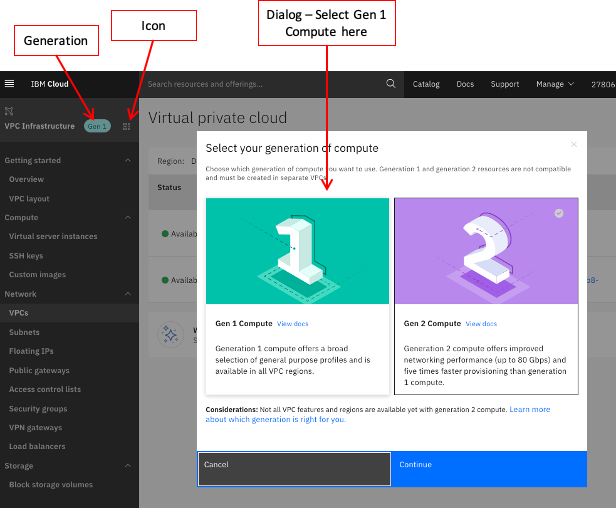 Generation
Icon
Dialog – Select Gen 1
Compute here
IBM Cloud
Search resources and offerings...
Catalog
Docs
Support
Manage
27806
VPC Infrastructure
Gen 1
Getting started
Overview
VPC layout
Compute
Virtual server instances
SSH keys
Custom images
Network
VPCs
Subnets
Floating IPs
Public gateways
Access control lists
Security groups
VPN gateways
Load balancers
Storage
Block storage volumes
Virtual private cloud
Region: D
Status
Availab
Availab
W
S
b8-
Select your generation of compute
Choose which generation of compute you want to use. Generation 1 and generation 2 resources are not compatible
and must be created in separate VPCs.
1
2
Gen 1 Compute View docs
Generation 1 compute offers a broad
selection of general purpose profiles and is
available in all VPC regions.
Gen 2 Compute View docs
Generation 2 compute offers improved
networking performance (up to 80 Gbps) and
five times faster provisioning than generation
1 compute.
Considerations: Not all VPC features and regions are available yet with generation 2 compute. Learn more
about which generation is right for you.
Cancel
Continue